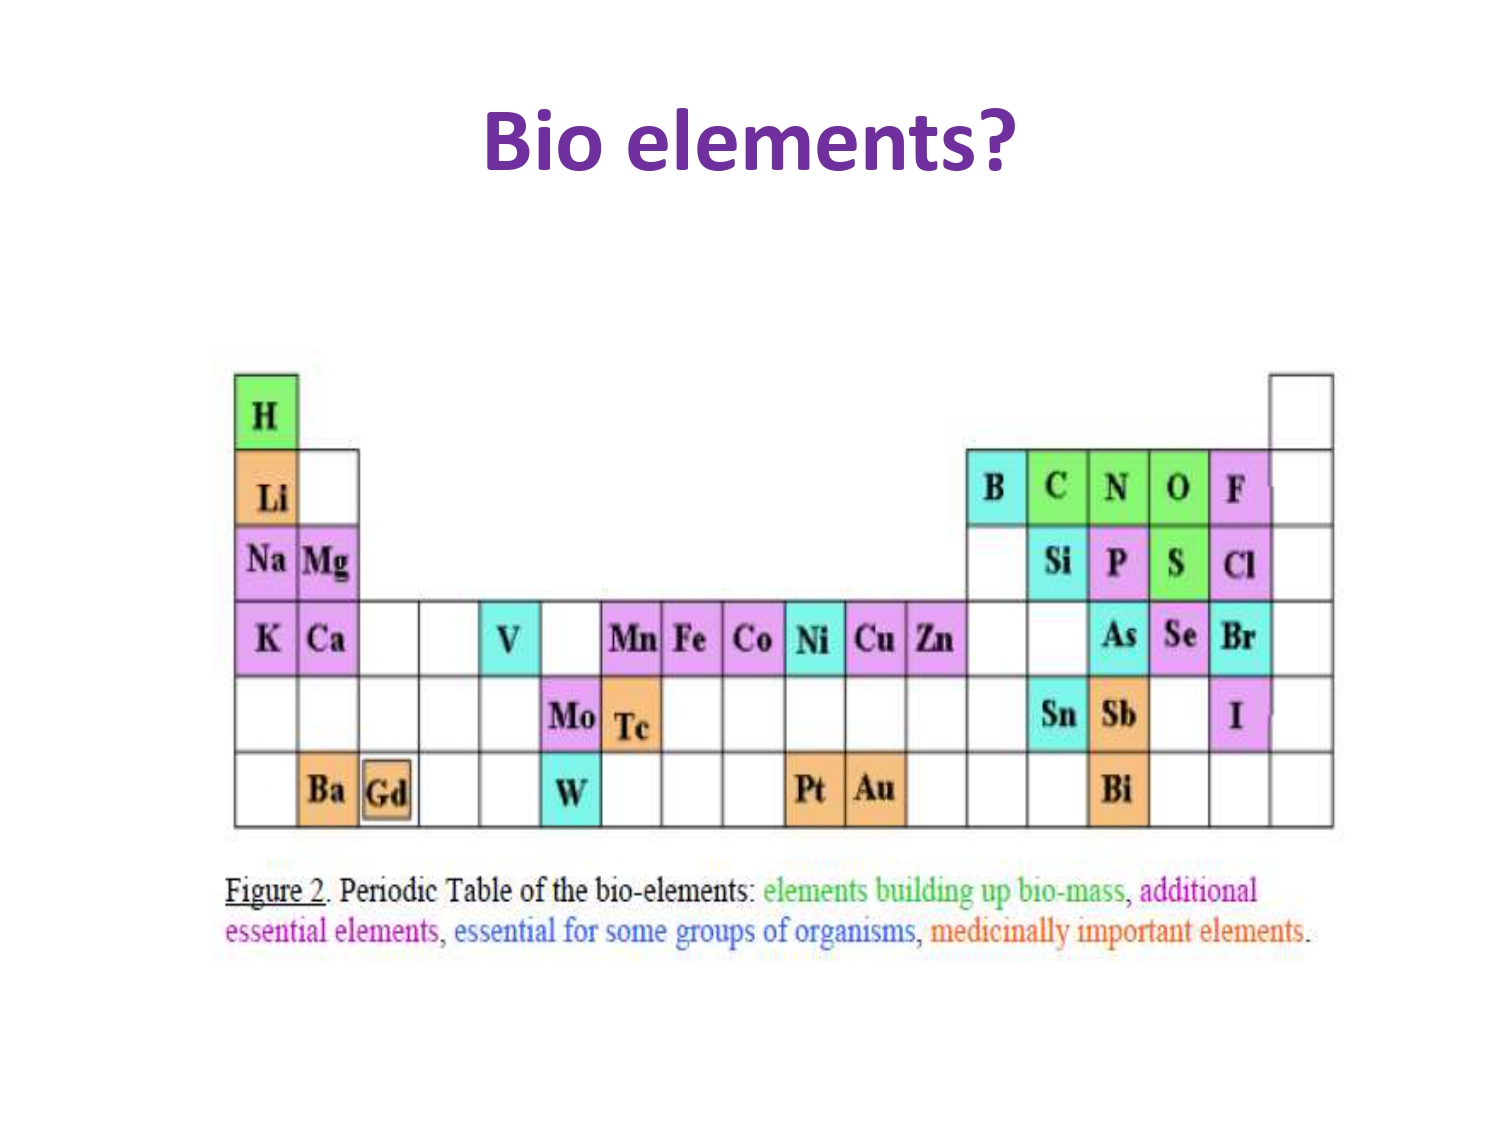 Bio elements?
H
Li B C N O F
Na Mg Si P S Cl
K Ca V Mn Fe Co Ni Cu Zn As Se Br
Mo Tc Sn Sb I
Ba Gd W Pt Au Bi
Figure 2. Periodic Table of the bio-elements: elements building up bio-mass, additional
essential elements, essential for some groups of organisms, medicinally important elements.